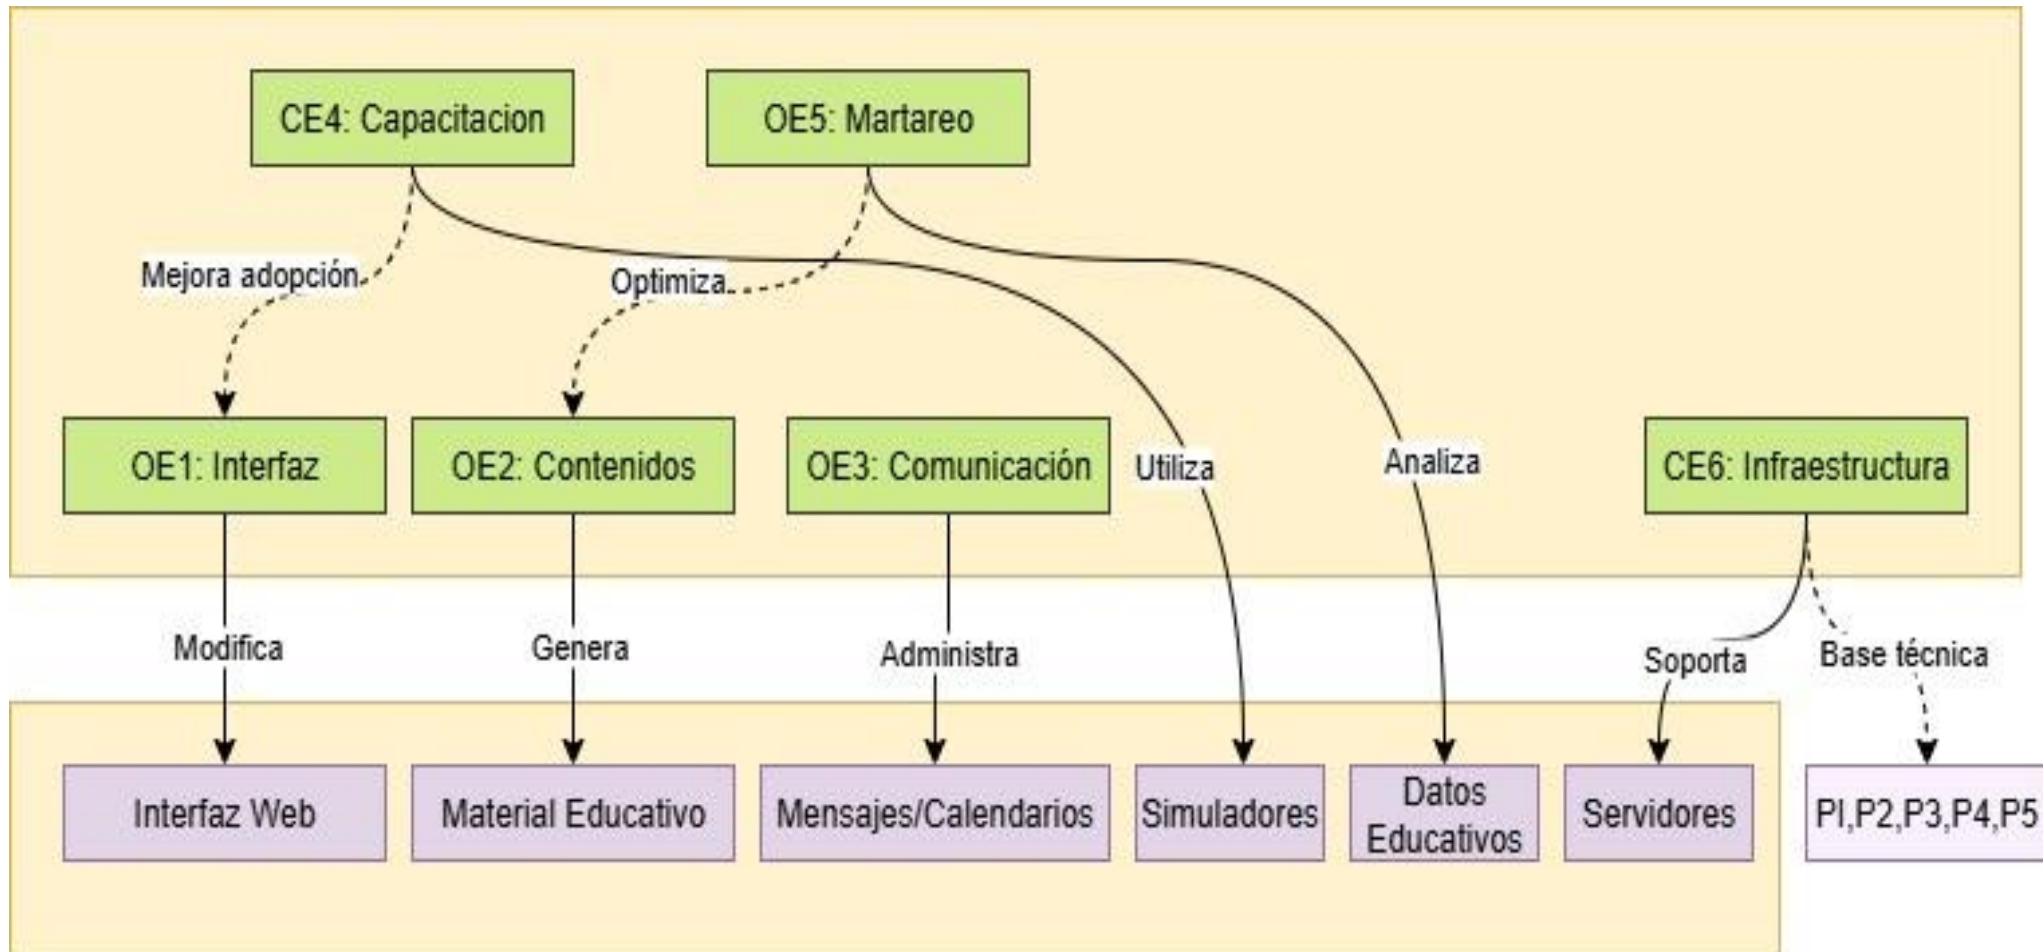 CE4: Capacitacion
OE5: Martareo
Mejora adopción
Optimiza
OE1: Interfaz
OE2: Contenidos
OE3: Comunicación
Utiliza
Analiza
CE6: Infraestructura
Modifica
Genera
Administra
Soporta
Base técnica
Interfaz Web
Material Educativo
Mensajes/Calendarios
Simuladores
Datos
Educativos
Servidores
PI,P2,P3,P4,P5